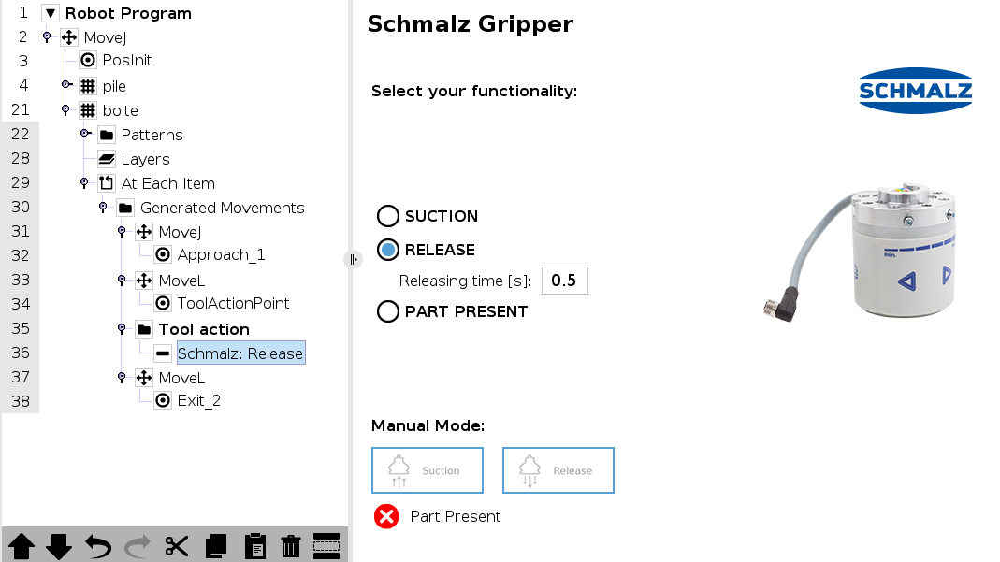 1 Robot Program
2 MoveJ
3 PosInit
4 pile
21 boite
22 Patterns
28 Layers
29 At Each Item
30 Generated Movements
31 MoveJ
32 Approach_1
33 MoveL
34 ToolActionPoint
35 Tool action
36 Schmalz: Release
37 MoveL
38 Exit_2
Schmalz Gripper
Select your functionality:
SCHMALZ
SUCTION
RELEASE
Releasing time [s]: 0.5
PART PRESENT
min.
Manual Mode:
Suction
Release
Part Present